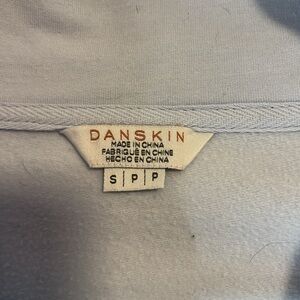 DANSKIN
MADE IN CHINA
FABRIQUÉ EN CHINE
HECHO EN CHINA
S | P | P